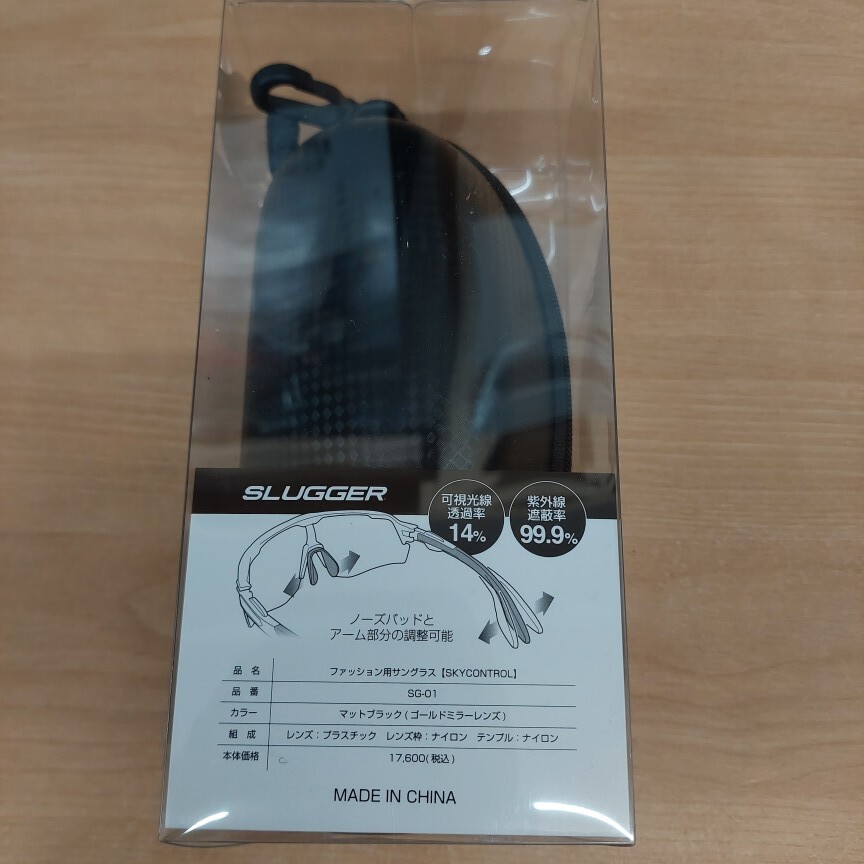 SLUGGER
可視光線
透過率
14%
紫外線
遮蔽率
99.9%
ノーズパッドと
アーム部分の調整可能
品 名 ファッション用サングラス【SKYCONTROL】
品 番 SG-01
カラー マットブラック(ゴールドミラーレンズ)
組 成 レンズ:プラスチック レンズ枠:ナイロン テンプル:ナイロン
本体価格 17,600(税込)
MADE IN CHINA